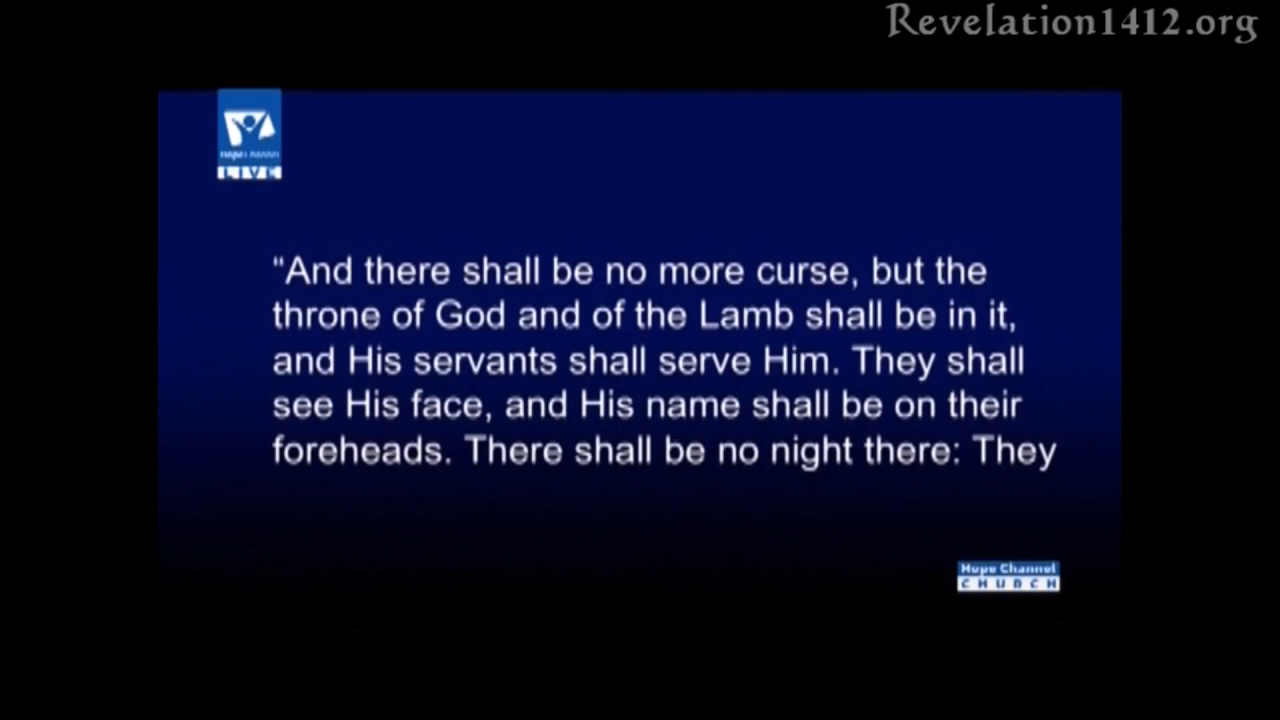 Revelation1412.org
LIVE
“And there shall be no more curse, but the
throne of God and of the Lamb shall be in it,
and His servants shall serve Him. They shall
see His face, and His name shall be on their
foreheads. There shall be no night there: They
Hope Channel
CHURCH